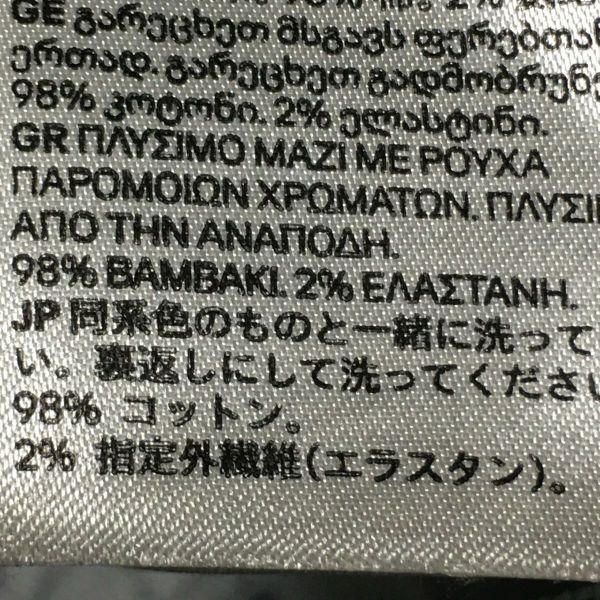 GE გარეცხეთ მსგავს ფერებთან
ერთად. გარეცხეთ გადმობრუნე
98% კოტონი. 2% ელასტინი.
GR ΠΛΥΣΙΜΟ ΜΑΖΙ ΜΕ ΡΟΥΧΑ
ΠΑΡΟΜΟΙΩΝ ΧΡΩΜΑΤΩΝ. ΠΛΥΣΙ
ΑΠΟ ΤΗΝ ΑΝΑΠΟΔΗ.
98% ΒΑΜΒΑΚΙ. 2% ΕΛΑΣΤΑΝΗ.
JP 同系色のものと一緒に洗って
い。裏返しにして洗ってください
98% コットン。
2% 指定外繊維(エラスタン)。